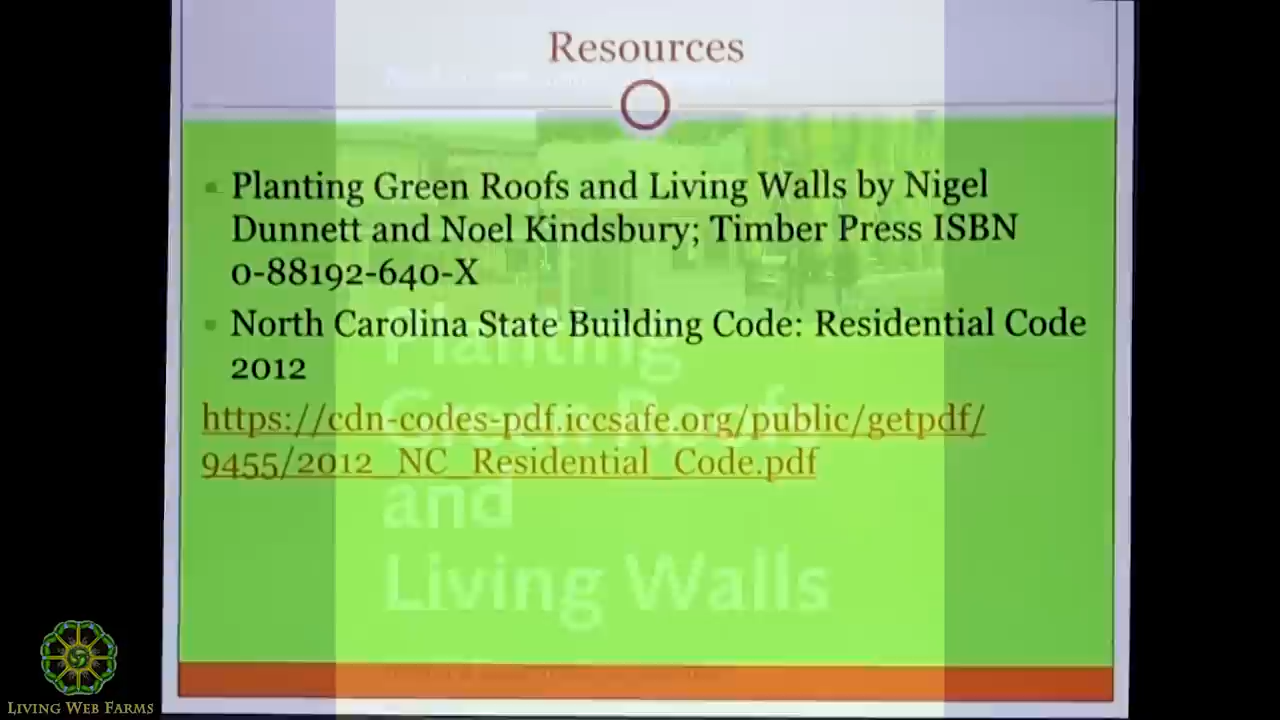 Resources
Planting Green Roofs and Living Walls by Nigel
Dunnett and Noel Kindsbury; Timber Press ISBN
0-88192-640-X
North Carolina State Building Code: Residential Code
2012
https://cdn-codes-pdf.iccsafe.org/public/getpdf/
9455/2012_NC_Residential_Code.pdf
Planting
Green Roofs
and
Living Walls
LIVING WEB FARMS